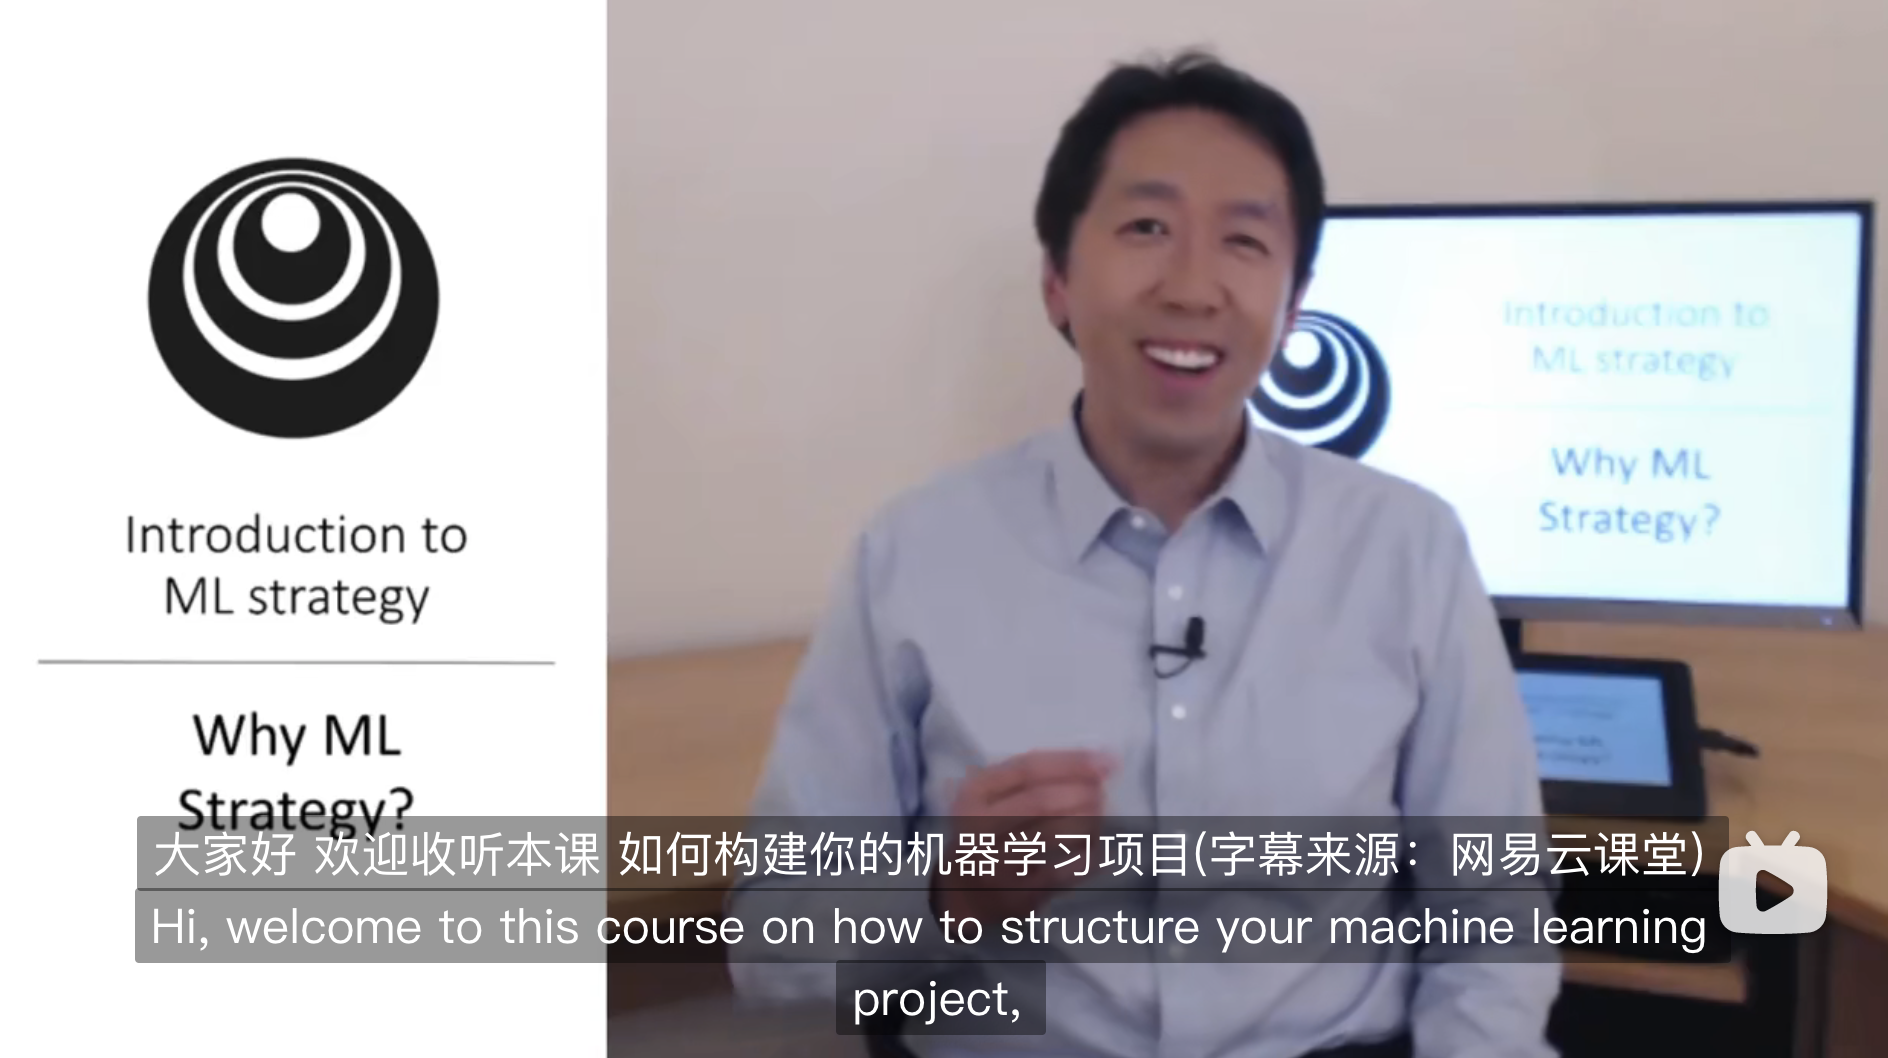 Introduction to
ML strategy
Why ML
Strategy?
Introduction to
ML strategy
Why ML
Strategy?
大家好 欢迎收听本课 如何构建你的机器学习项目(字幕来源：网易云课堂)
Hi, welcome to this course on how to structure your machine learning
project,